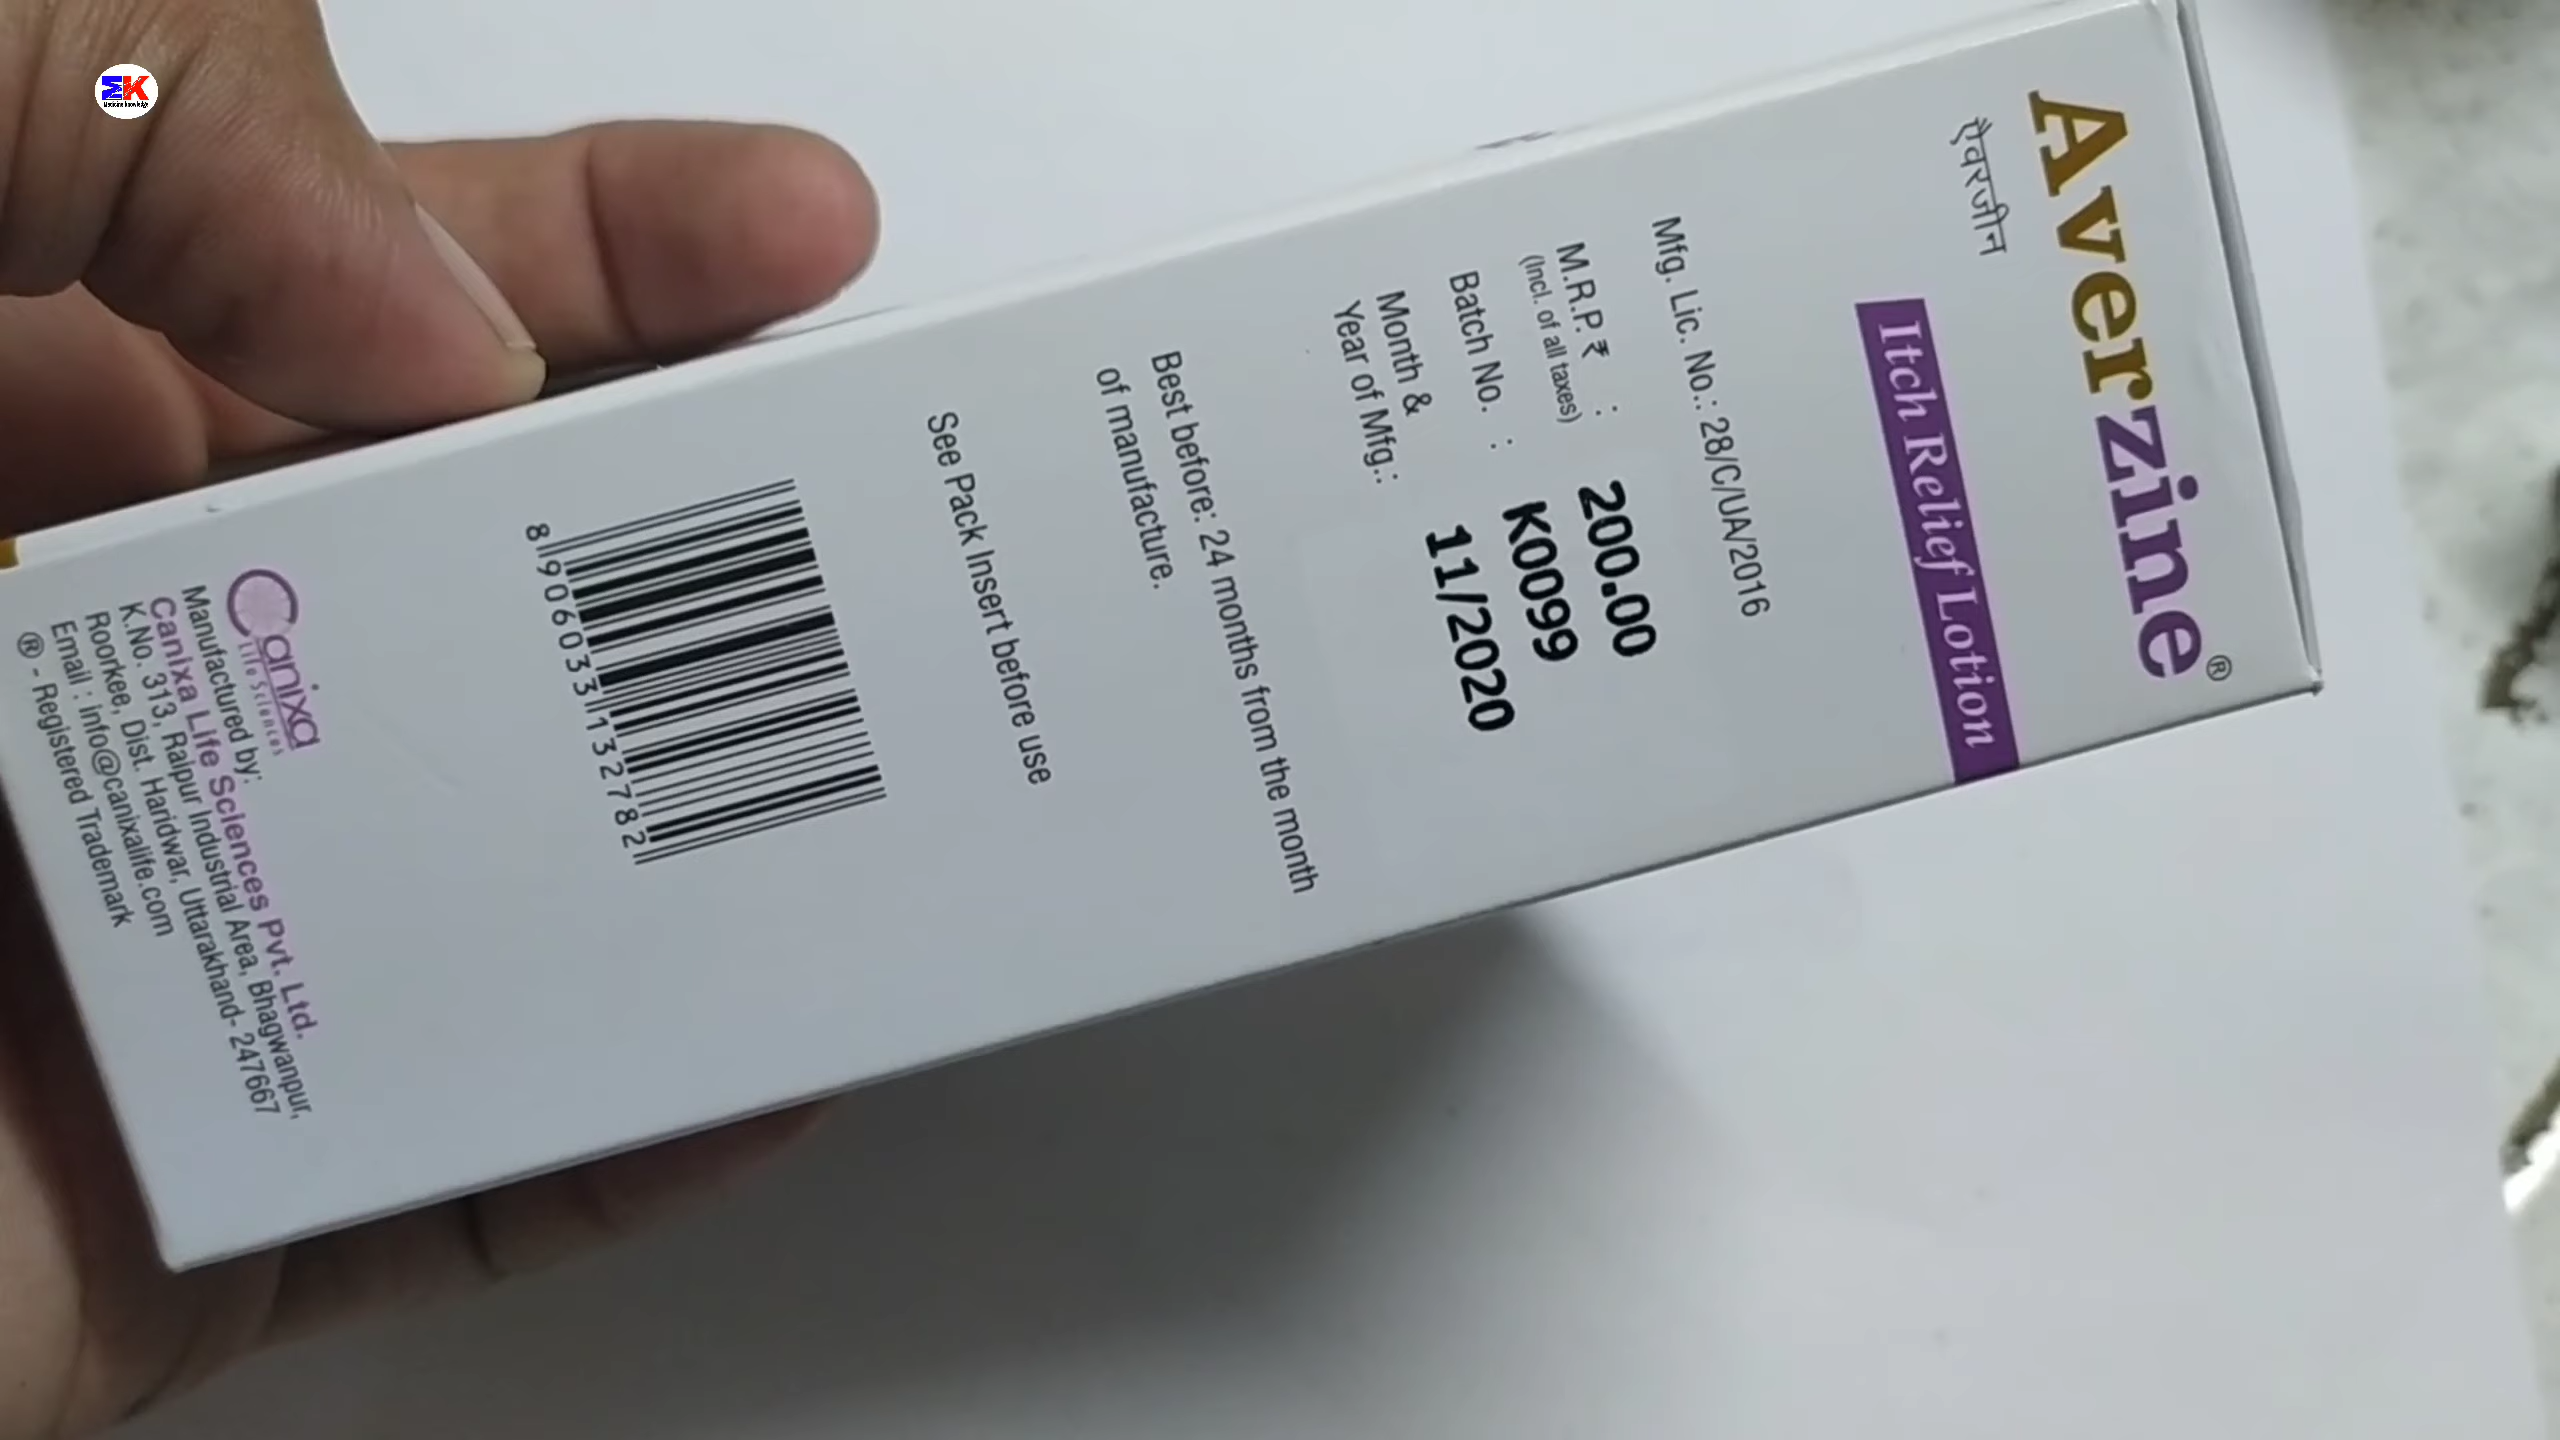 MK
Medicine knowledge
Averzine®
ऐवरजीन
Itch Relief Lotion
Mfg. Lic. No.: 28/C/UA/2016
M.R.P. ₹ : 200.00
(Incl. of all taxes)
Batch No. : K0099
Month &
Year of Mfg.: 11/2020
Best before: 24 months from the month
of manufacture.
See Pack Insert before use
8 906033 132782
Canixa
Life Sciences
Manufactured by:
Canixa Life Sciences Pvt. Ltd.
K.No. 313, Raipur Industrial Area, Bhagwanpur,
Roorkee, Dist. Haridwar, Uttarakhand- 247667
Email : info@canixalife.com
® - Registered Trademark